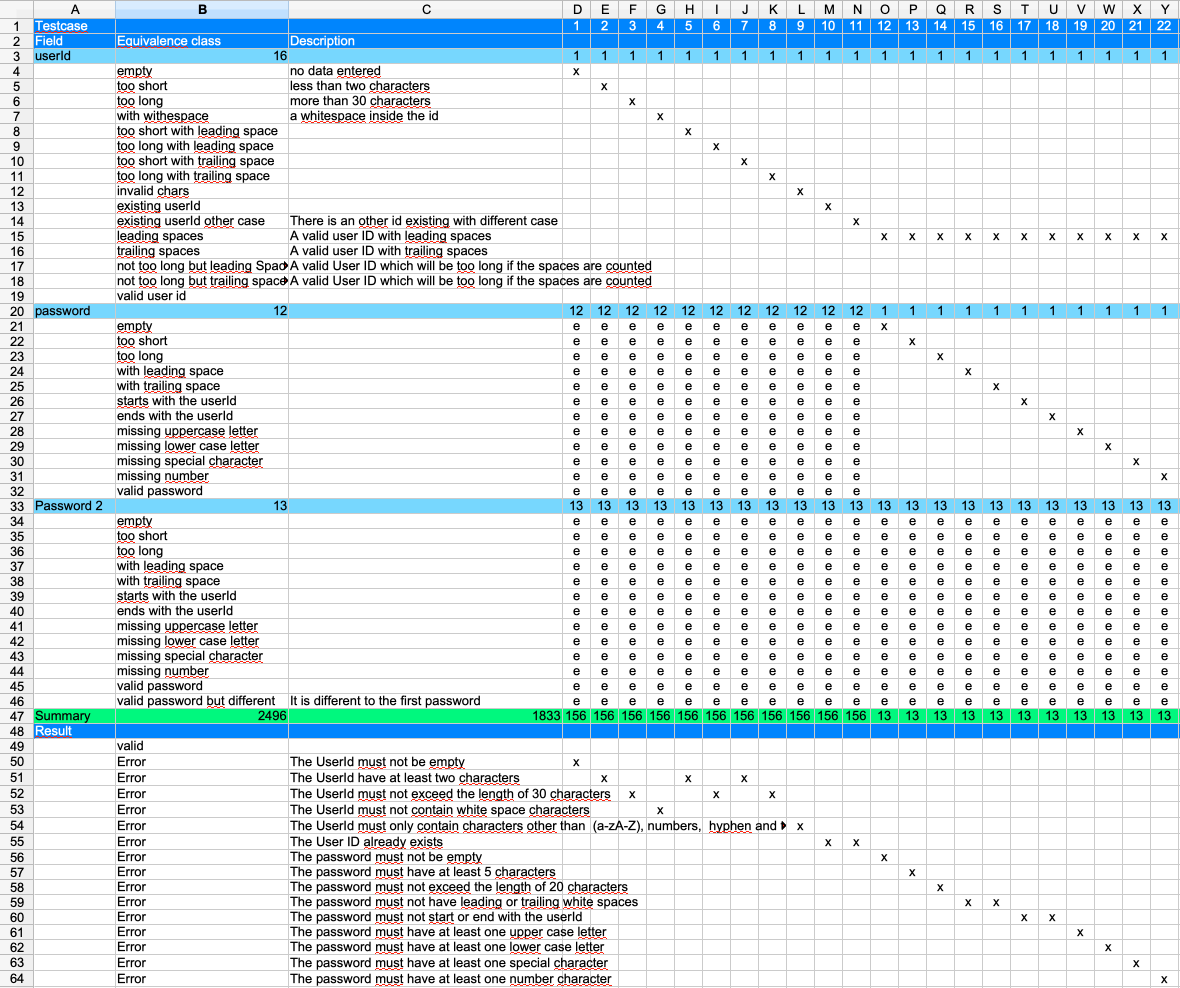 A B C D E F G H I J K L M N O P Q R S T U V W X Y
1 Testcase 1 2 3 4 5 6 7 8 9 10 11 12 13 14 15 16 17 18 19 20 21 22
2 Field Equivalence class Description
3 userId 16 1 1 1 1 1 1 1 1 1 1 1 1 1 1 1 1 1 1 1 1 1 1
4 empty no data entered x
5 too short less than two characters x
6 too long more than 30 characters x
7 with withespace a whitespace inside the id x
8 too short with leading space x
9 too long with leading space x
10 too short with trailing space x
11 too long with trailing space x
12 invalid chars x
13 existing userId x
14 existing userId other case There is an other id existing with different case x
15 leading spaces A valid user ID with leading spaces x x x x x x x x x x x
16 trailing spaces A valid user ID with trailing spaces
17 not too long but leading Spac A valid User ID which will be too long if the spaces are counted
18 not too long but trailing space A valid User ID which will be too long if the spaces are counted
19 valid user id
20 password 12 12 12 12 12 12 12 12 12 12 12 12 1 1 1 1 1 1 1 1 1 1 1
21 empty e e e e e e e e e e e x
22 too short e e e e e e e e e e e x
23 too long e e e e e e e e e e e x
24 with leading space e e e e e e e e e e e x
25 with trailing space e e e e e e e e e e e x
26 starts with the userId e e e e e e e e e e e x
27 ends with the userId e e e e e e e e e e e x
28 missing uppercase letter e e e e e e e e e e e x
29 missing lower case letter e e e e e e e e e e e x
30 missing special character e e e e e e e e e e e x
31 missing number e e e e e e e e e e e x
32 valid password e e e e e e e e e e e
33 Password 2 13 13 13 13 13 13 13 13 13 13 13 13 13 13 13 13 13 13 13 13 13 13 13
34 empty e e e e e e e e e e e e e e e e e e e e e e
35 too short e e e e e e e e e e e e e e e e e e e e e e
36 too long e e e e e e e e e e e e e e e e e e e e e e
37 with leading space e e e e e e e e e e e e e e e e e e e e e e
38 with trailing space e e e e e e e e e e e e e e e e e e e e e e
39 starts with the userId e e e e e e e e e e e e e e e e e e e e e e
40 ends with the userId e e e e e e e e e e e e e e e e e e e e e e
41 missing uppercase letter e e e e e e e e e e e e e e e e e e e e e e
42 missing lower case letter e e e e e e e e e e e e e e e e e e e e e e
43 missing special character e e e e e e e e e e e e e e e e e e e e e e
44 missing number e e e e e e e e e e e e e e e e e e e e e e
45 valid password e e e e e e e e e e e e e e e e e e e e e e
46 valid password but different It is different to the first password e e e e e e e e e e e e e e e e e e e e e e
47 Summary 2496 1833 156 156 156 156 156 156 156 156 156 156 156 13 13 13 13 13 13 13 13 13 13 13
48 Result
49 valid
50 Error The UserId must not be empty x
51 Error The UserId have at least two characters x x x
52 Error The UserId must not exceed the length of 30 characters x x x
53 Error The UserId must not contain white space characters x
54 Error The UserId must only contain characters other than (a-zA-Z), numbers, hyphen and x
55 Error The User ID already exists x x
56 Error The password must not be empty x
57 Error The password must have at least 5 characters x
58 Error The password must not exceed the length of 20 characters x
59 Error The password must not have leading or trailing white spaces x x
60 Error The password must not start or end with the userId x x
61 Error The password must have at least one upper case letter x
62 Error The password must have at least one lower case letter x
63 Error The password must have at least one special character x
64 Error The password must have at least one number character x